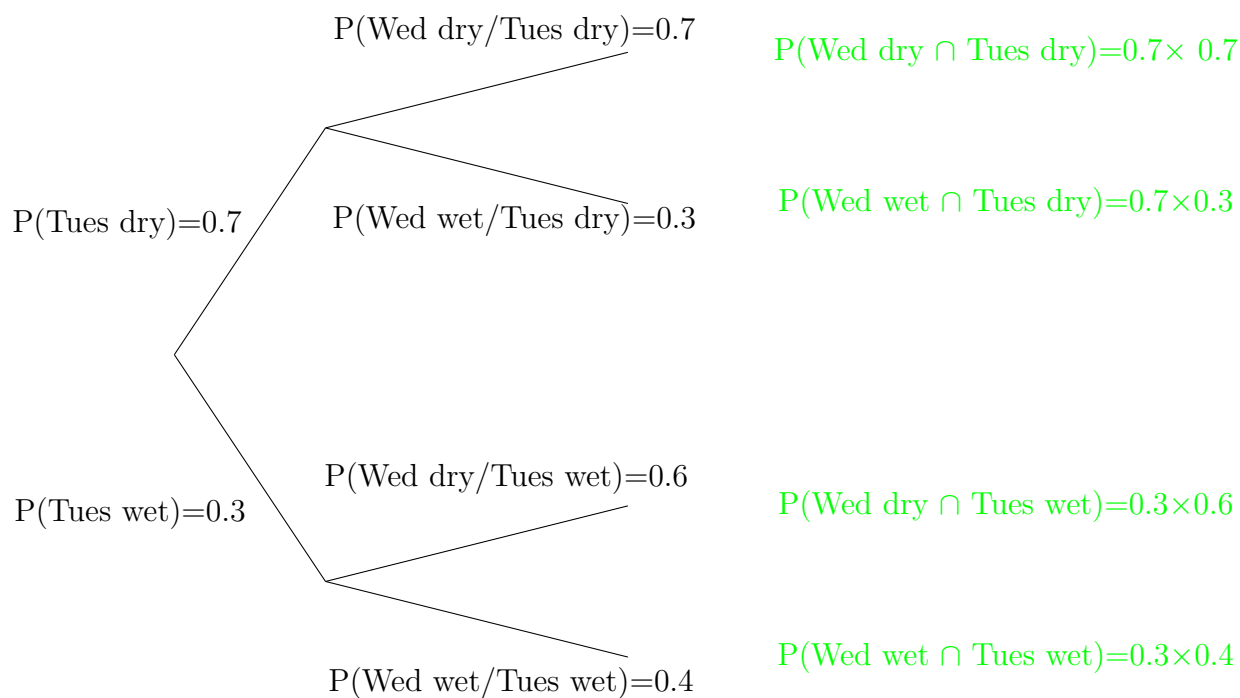 P(Wed dry/Tues dry)=0.7
P(Wed dry ∩ Tues dry)=0.7× 0.7
P(Tues dry)=0.7
P(Wed wet/Tues dry)=0.3
P(Wed wet ∩ Tues dry)=0.7×0.3
P(Wed dry/Tues wet)=0.6
P(Tues wet)=0.3
P(Wed dry ∩ Tues wet)=0.3×0.6
P(Wed wet/Tues wet)=0.4
P(Wed wet ∩ Tues wet)=0.3×0.4